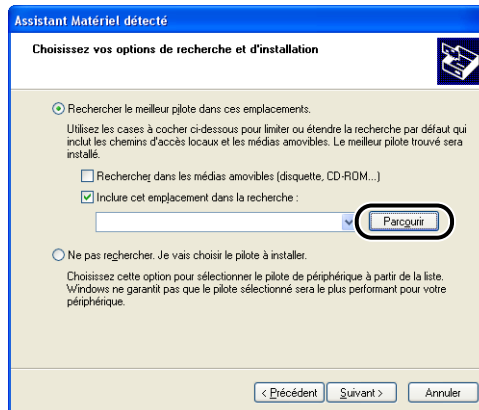 Assistant Matériel détecté
Choisissez vos options de recherche et d'installation
Rechercher le meilleur pilote dans ces emplacements.
Utilisez les cases à cocher ci-dessous pour limiter ou étendre la recherche par défaut qui
inclut les chemins d'accès locaux et les médias amovibles. Le meilleur pilote trouvé sera
installé.
Rechercher dans les médias amovibles (disquette, CD-ROM...)
Inclure cet emplacement dans la recherche :
Parcourir
Ne pas rechercher. Je vais choisir le pilote à installer.
Choisissez cette option pour sélectionner le pilote de périphérique à partir de la liste.
Windows ne garantit pas que le pilote sélectionné sera le plus performant pour votre
périphérique.
< Précédent Suivant > Annuler